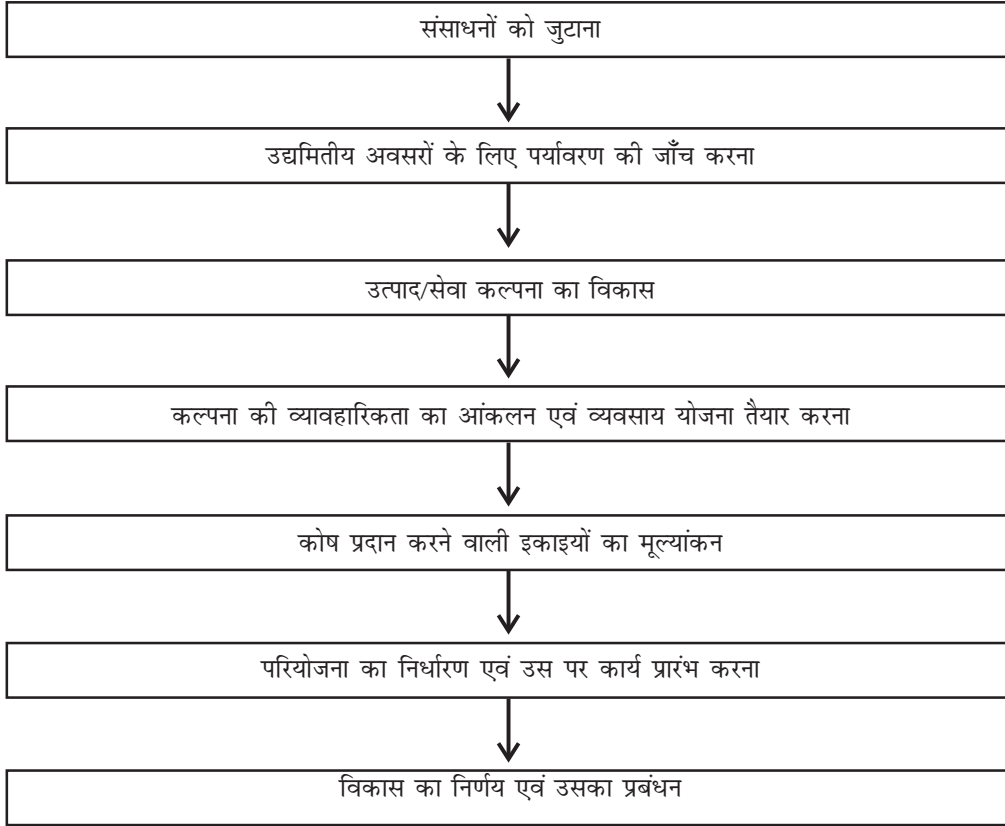 संसाधनों को जुटाना
उद्यमितीय अवसरों के लिए पर्यावरण की जाँच करना
उत्पाद/सेवा कल्पना का विकास
कल्पना की व्यावहारिकता का आंकलन एवं व्यवसाय योजना तैयार करना
कोष प्रदान करने वाली इकाइयों का मूल्यांकन
परियोजना का निर्धारण एवं उस पर कार्य प्रारंभ करना
विकास का निर्णय एवं उसका प्रबंधन